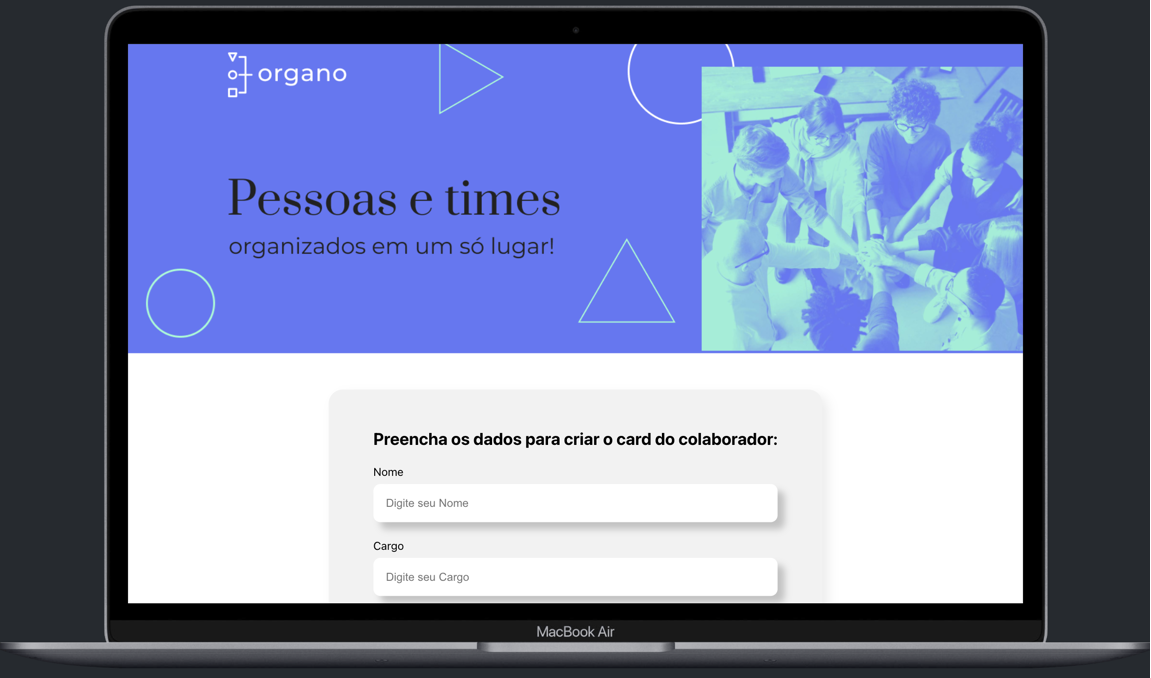 organo
Pessoas e times
organizados em um só lugar!
Preencha os dados para criar o card do colaborador:
Nome
Digite seu Nome
Cargo
Digite seu Cargo
MacBook Air